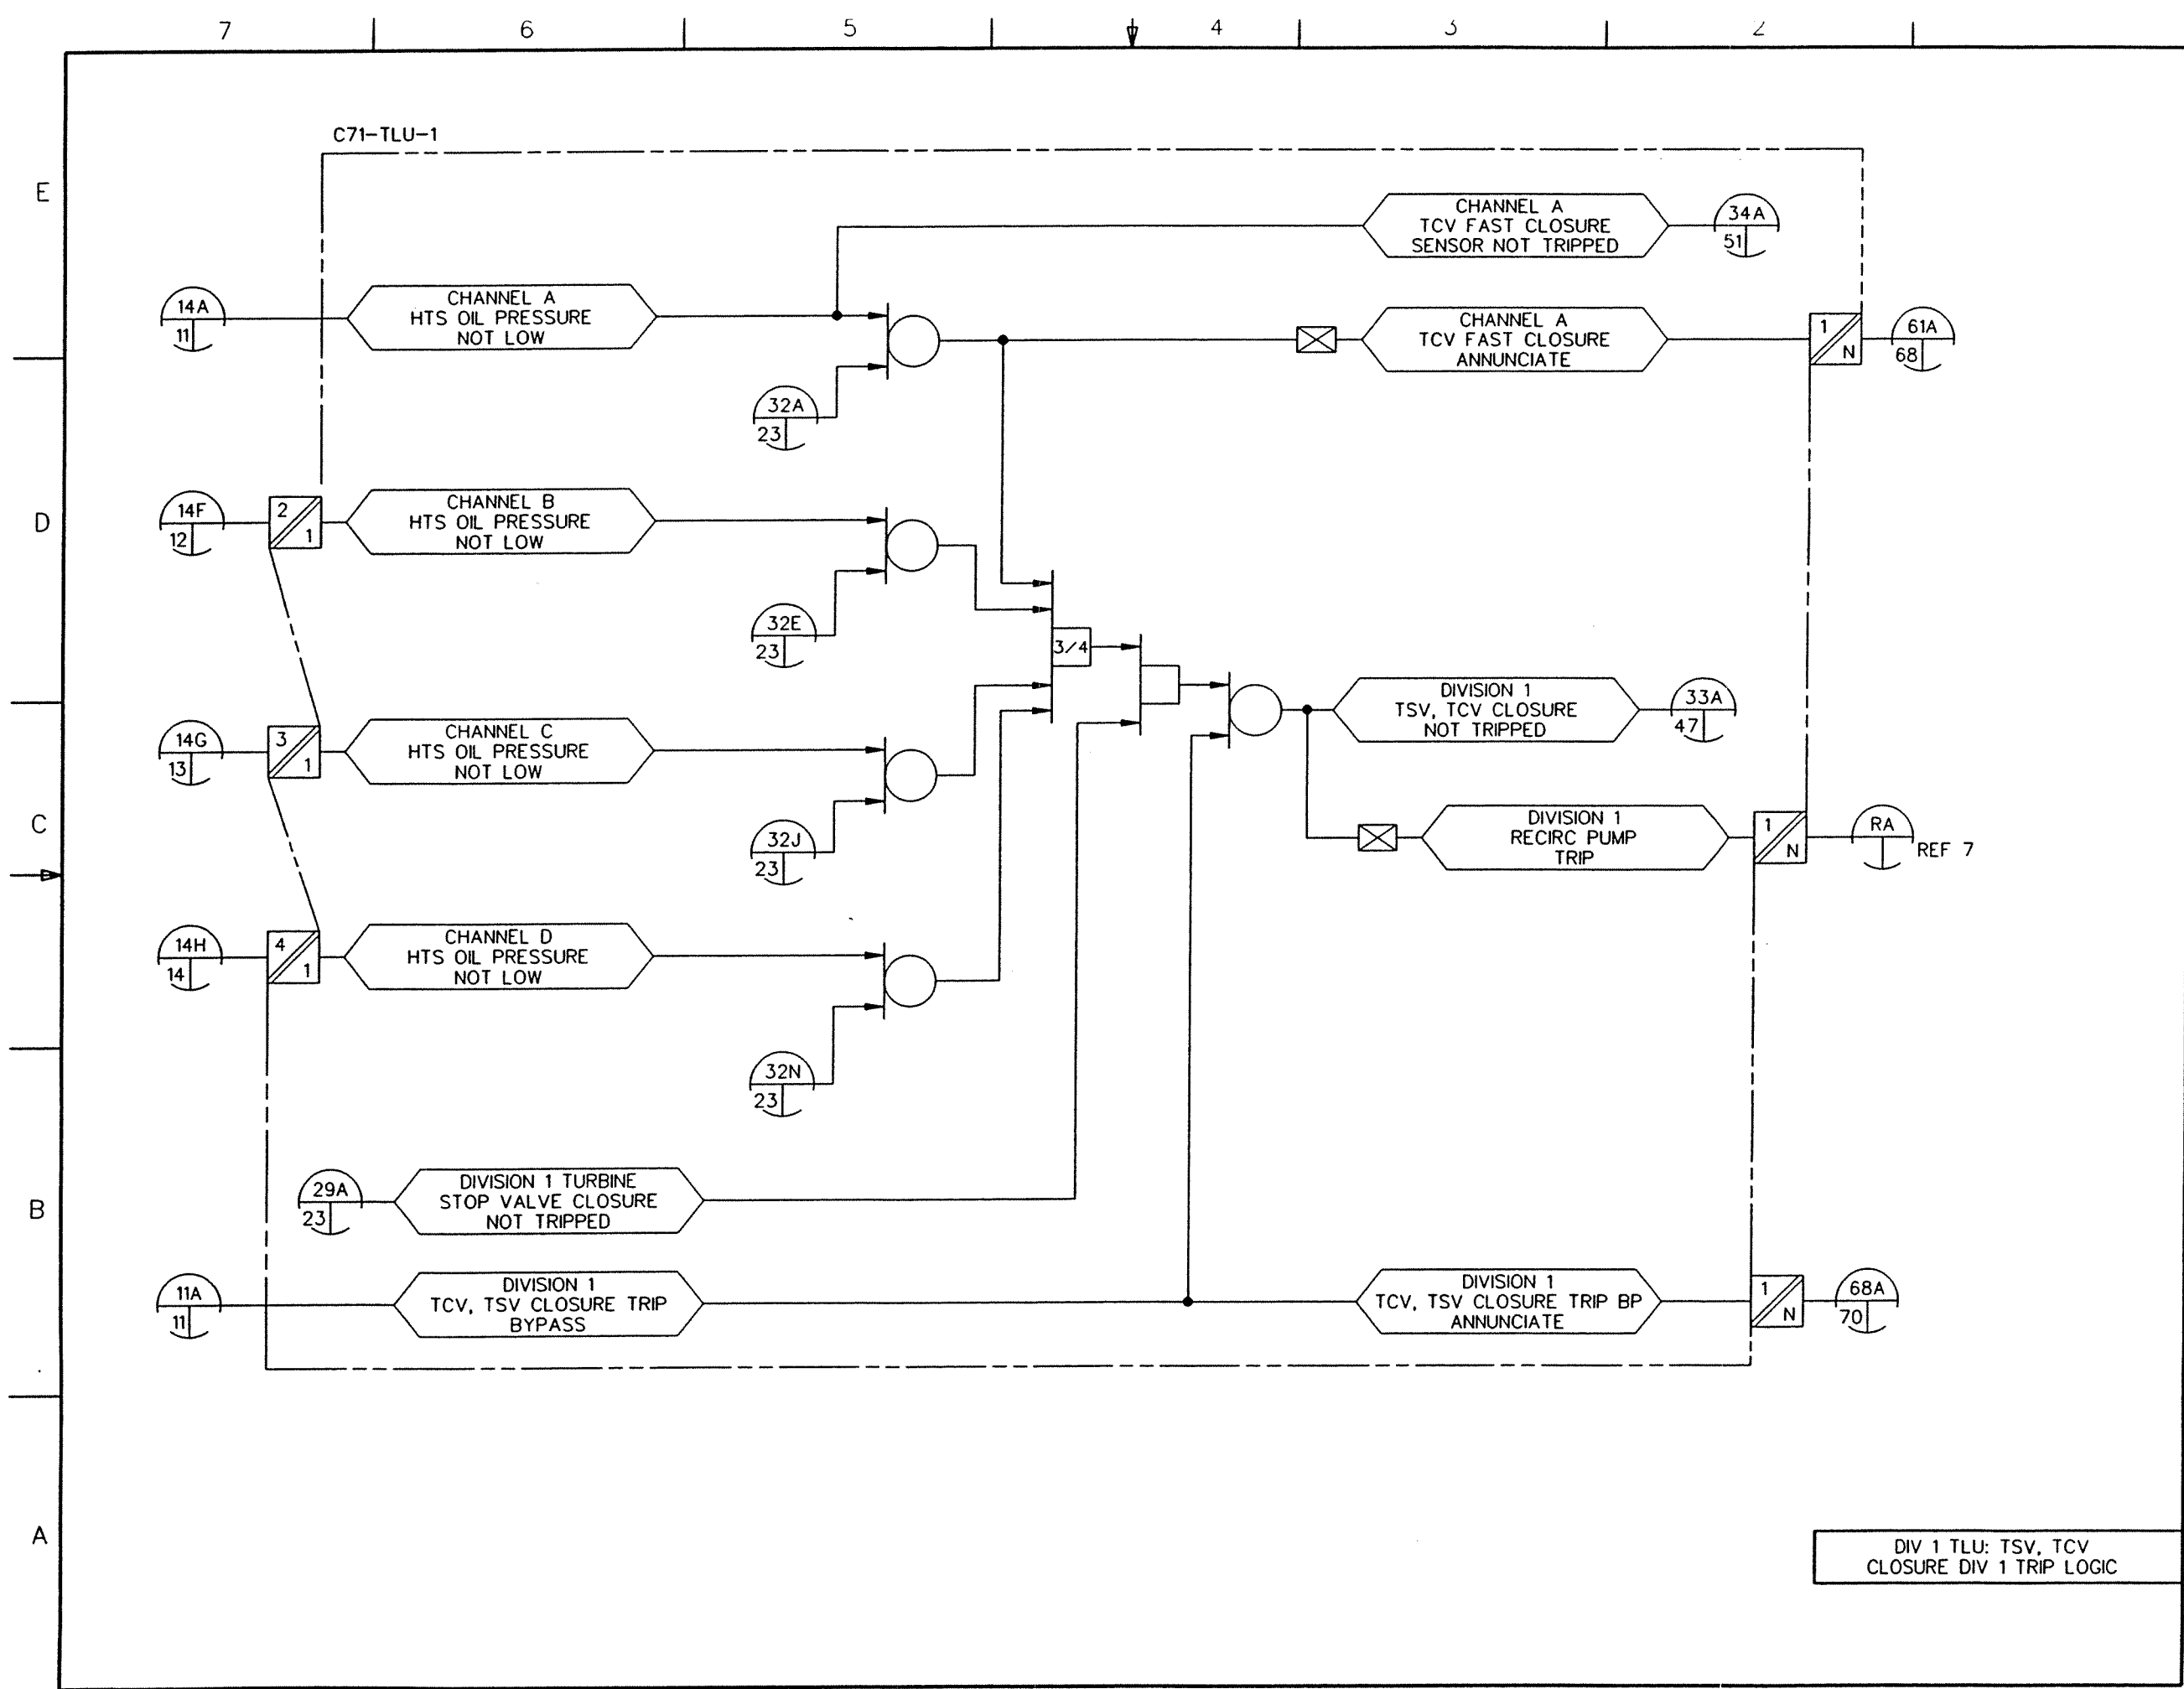 7
6
5
4
3
2
C71-TLU-1
E
CHANNEL A
TCV FAST CLOSURE
SENSOR NOT TRIPPED
34A
51
14A
11
CHANNEL A
HTS OIL PRESSURE
NOT LOW
CHANNEL A
TCV FAST CLOSURE
ANNUNCIATE
1
N
61A
68
32A
23
D
14F
12
2
1
CHANNEL B
HTS OIL PRESSURE
NOT LOW
32E
23
3/4
DIVISION 1
TSV, TCV CLOSURE
NOT TRIPPED
33A
47
14G
13
3
1
CHANNEL C
HTS OIL PRESSURE
NOT LOW
C
32J
23
DIVISION 1
RECIRC PUMP
TRIP
1
N
RA
REF 7
14H
14
4
1
CHANNEL D
HTS OIL PRESSURE
NOT LOW
32N
23
B
29A
23
DIVISION 1 TURBINE
STOP VALVE CLOSURE
NOT TRIPPED
11A
11
DIVISION 1
TCV, TSV CLOSURE TRIP
BYPASS
DIVISION 1
TCV, TSV CLOSURE TRIP BP
ANNUNCIATE
1
N
68A
70
A
DIV 1 TLU: TSV, TCV
CLOSURE DIV 1 TRIP LOGIC